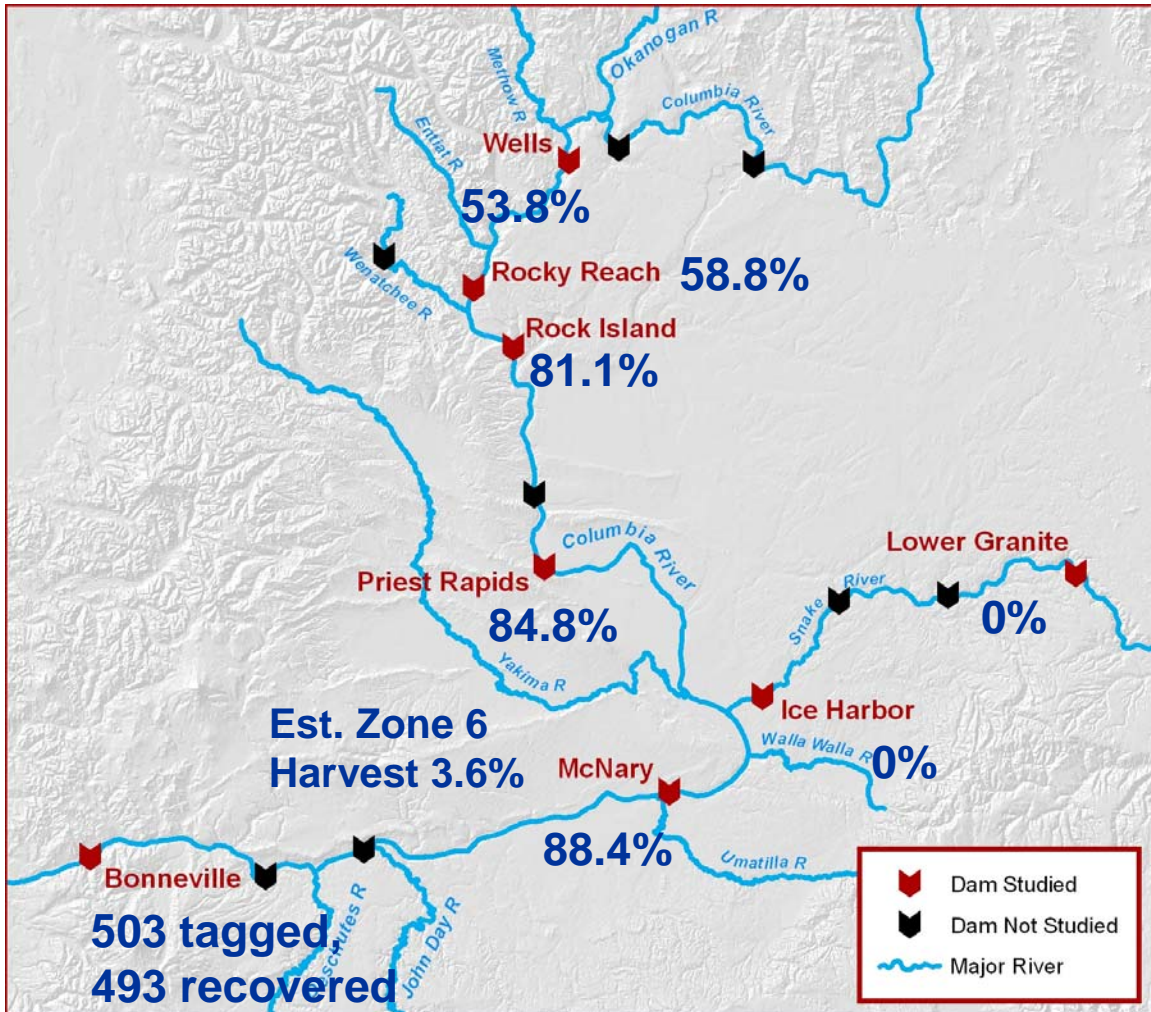 Methow R
Okanogan R
Columbia River
Entiat R
Wells
53.8%
Wenatchee R
Rocky Reach
58.8%
Rock Island
81.1%
Columbia River
Priest Rapids
84.8%
Lower Granite
0%
Snake River
Yakima R
Ice Harbor
Est. Zone 6
Harvest 3.6%
Walla Walla R
0%
McNary
88.4%
Umatilla R
Bonneville
503 tagged,
493 recovered
Deschutes R
John Day R
Dam Studied
Dam Not Studied
Major River